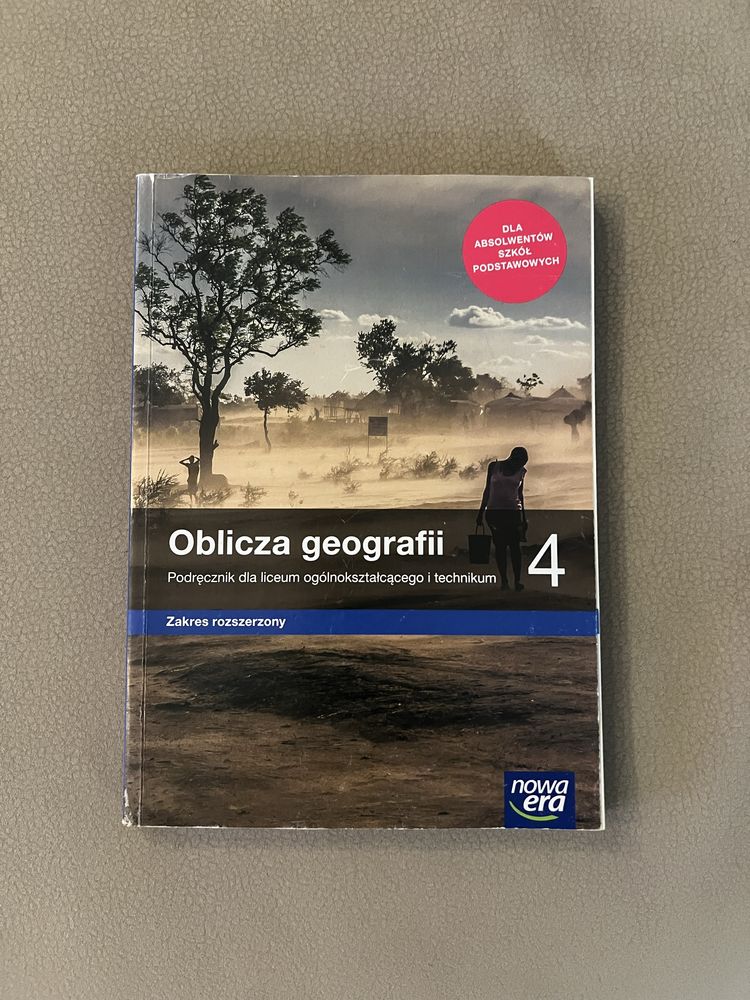 DLA
ABSOLWENTÓW
SZKÓŁ
PODSTAWOWYCH
Oblicza geografii
4
Podręcznik dla liceum ogólnokształcącego i technikum
Zakres rozszerzony
nowa
era